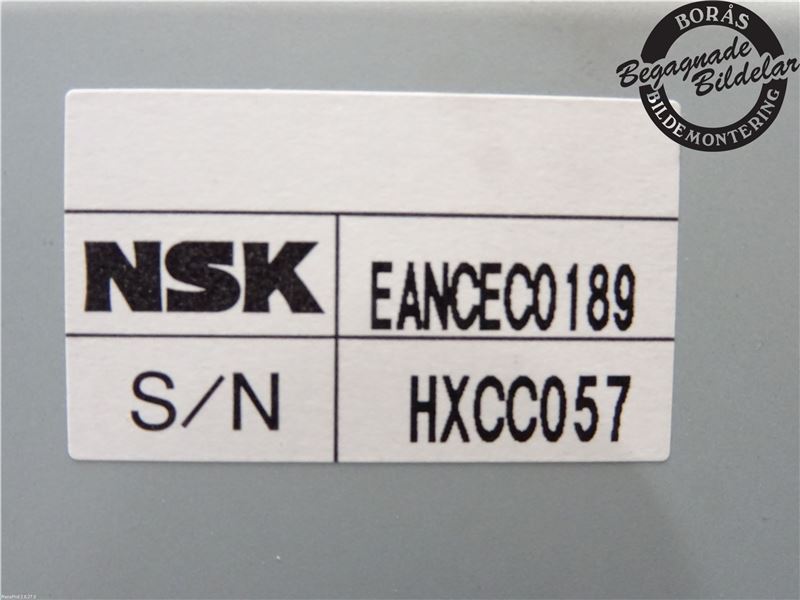 BORÅS
Begagnade
Bildelar
BILDEMONTERING
NSK
EANCEC0189
S/N
HXCC057